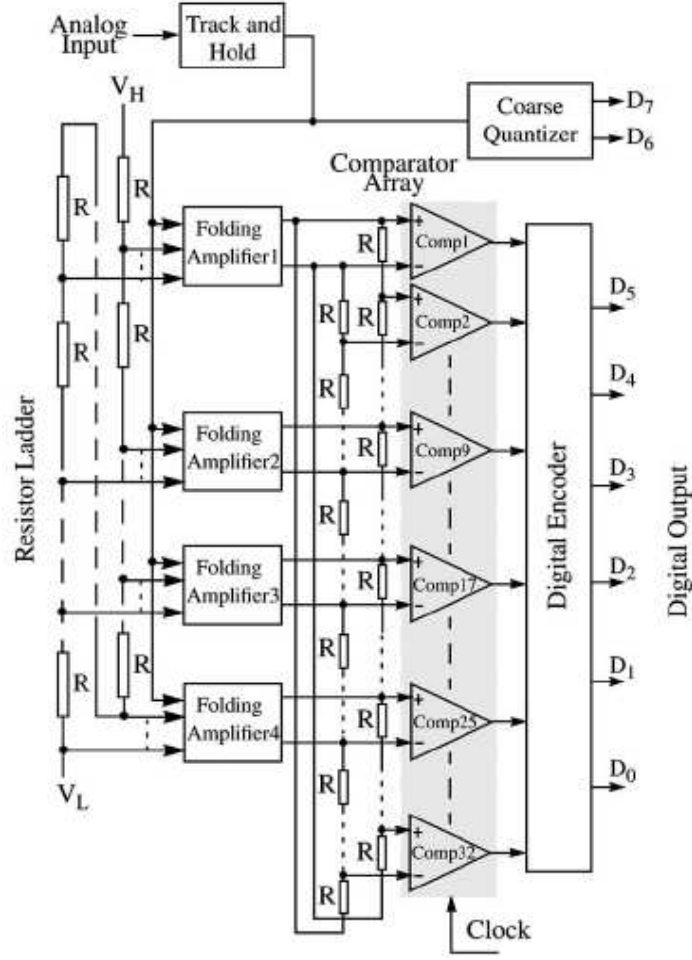 Analog
Input
Track and
Hold
V_H
Coarse
Quantizer
D_7
D_6
Comparator
Array
R
R
Folding
Amplifier1
R
+
Comp1
−
R
R
R
R
+
Comp2
−
R
D_5
D_4
Resistor Ladder
Folding
Amplifier2
+
Comp9
−
R
D_3
Digital Encoder
Digital Output
Folding
Amplifier3
R
+
Comp17
−
R
D_2
R
R
Folding
Amplifier4
R
+
Comp25
−
R
D_1
V_L
D_0
R
+
Comp32
−
R
Clock